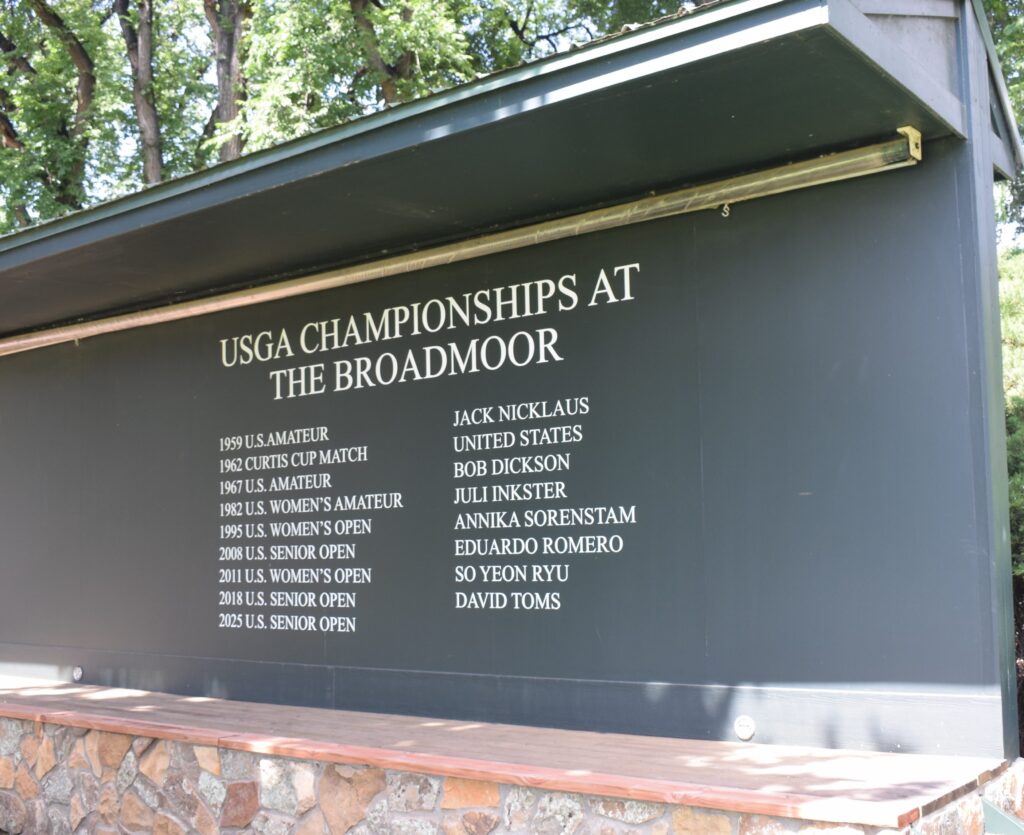 USGA CHAMPIONSHIPS AT
THE BROADMOOR
1959 U.S.AMATEUR JACK NICKLAUS
1962 CURTIS CUP MATCH UNITED STATES
1967 U.S. AMATEUR BOB DICKSON
1982 U.S. WOMEN'S AMATEUR JULI INKSTER
1995 U.S. WOMEN'S OPEN ANNIKA SORENSTAM
2008 U.S. SENIOR OPEN EDUARDO ROMERO
2011 U.S. WOMEN'S OPEN SO YEON RYU
2018 U.S. SENIOR OPEN DAVID TOMS
2025 U.S. SENIOR OPEN